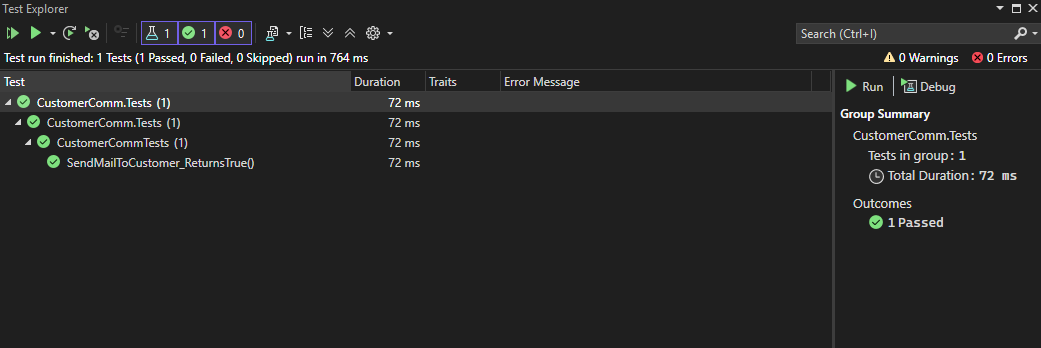 Test Explorer
1 1 0
Search (Ctrl+I)
Test run finished: 1 Tests (1 Passed, 0 Failed, 0 Skipped) run in 764 ms
0 Warnings 0 Errors
Test Duration Traits Error Message
CustomerComm.Tests (1) 72 ms
CustomerComm.Tests (1) 72 ms
CustomerCommTests (1) 72 ms
SendMailToCustomer_ReturnsTrue() 72 ms
Run Debug
Group Summary
CustomerComm.Tests
Tests in group: 1
Total Duration: 72 ms
Outcomes
1 Passed